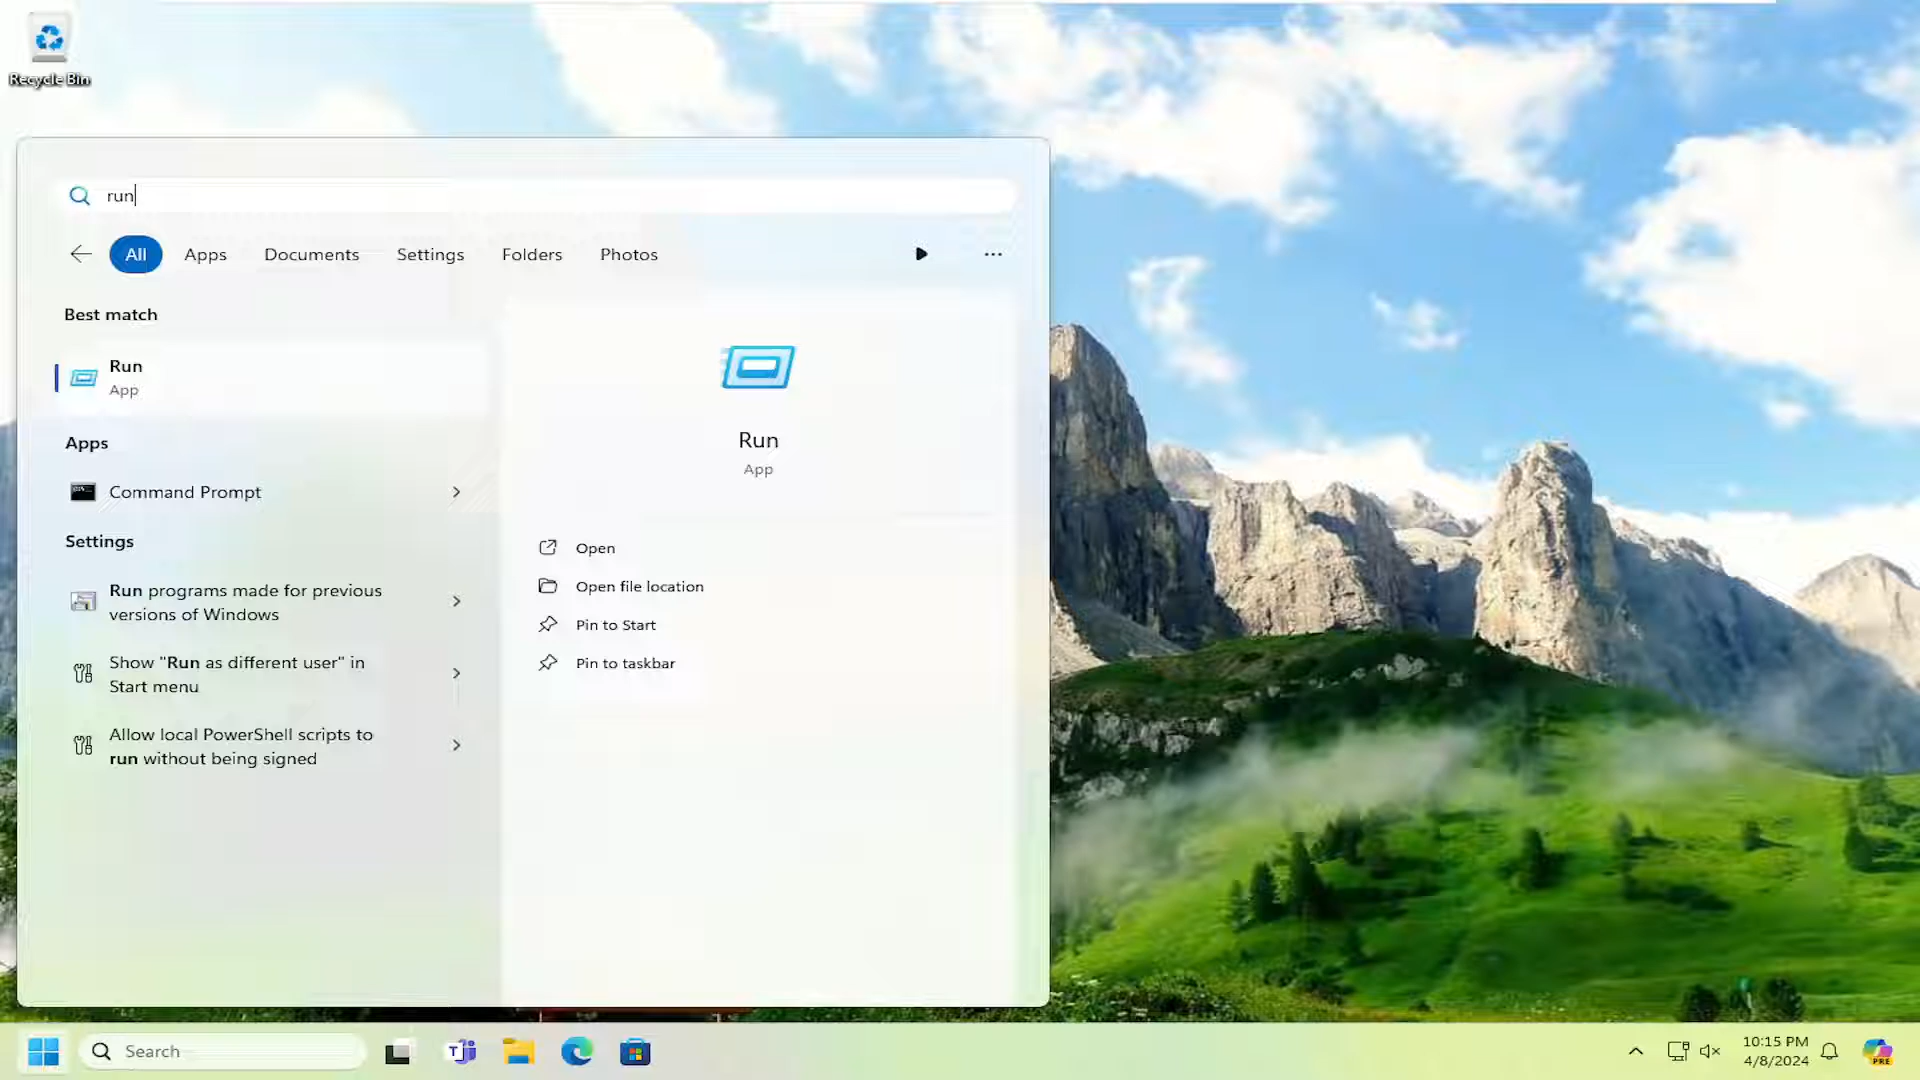 Recycle Bin
run
All
Apps
Documents
Settings
Folders
Photos
Best match
Run
App
Apps
Command Prompt
Settings
Run programs made for previous
versions of Windows
Show "Run as different user" in
Start menu
Allow local PowerShell scripts to
run without being signed
Run
App
Open
Open file location
Pin to Start
Pin to taskbar
Search
10:15 PM
4/8/2024
PRE